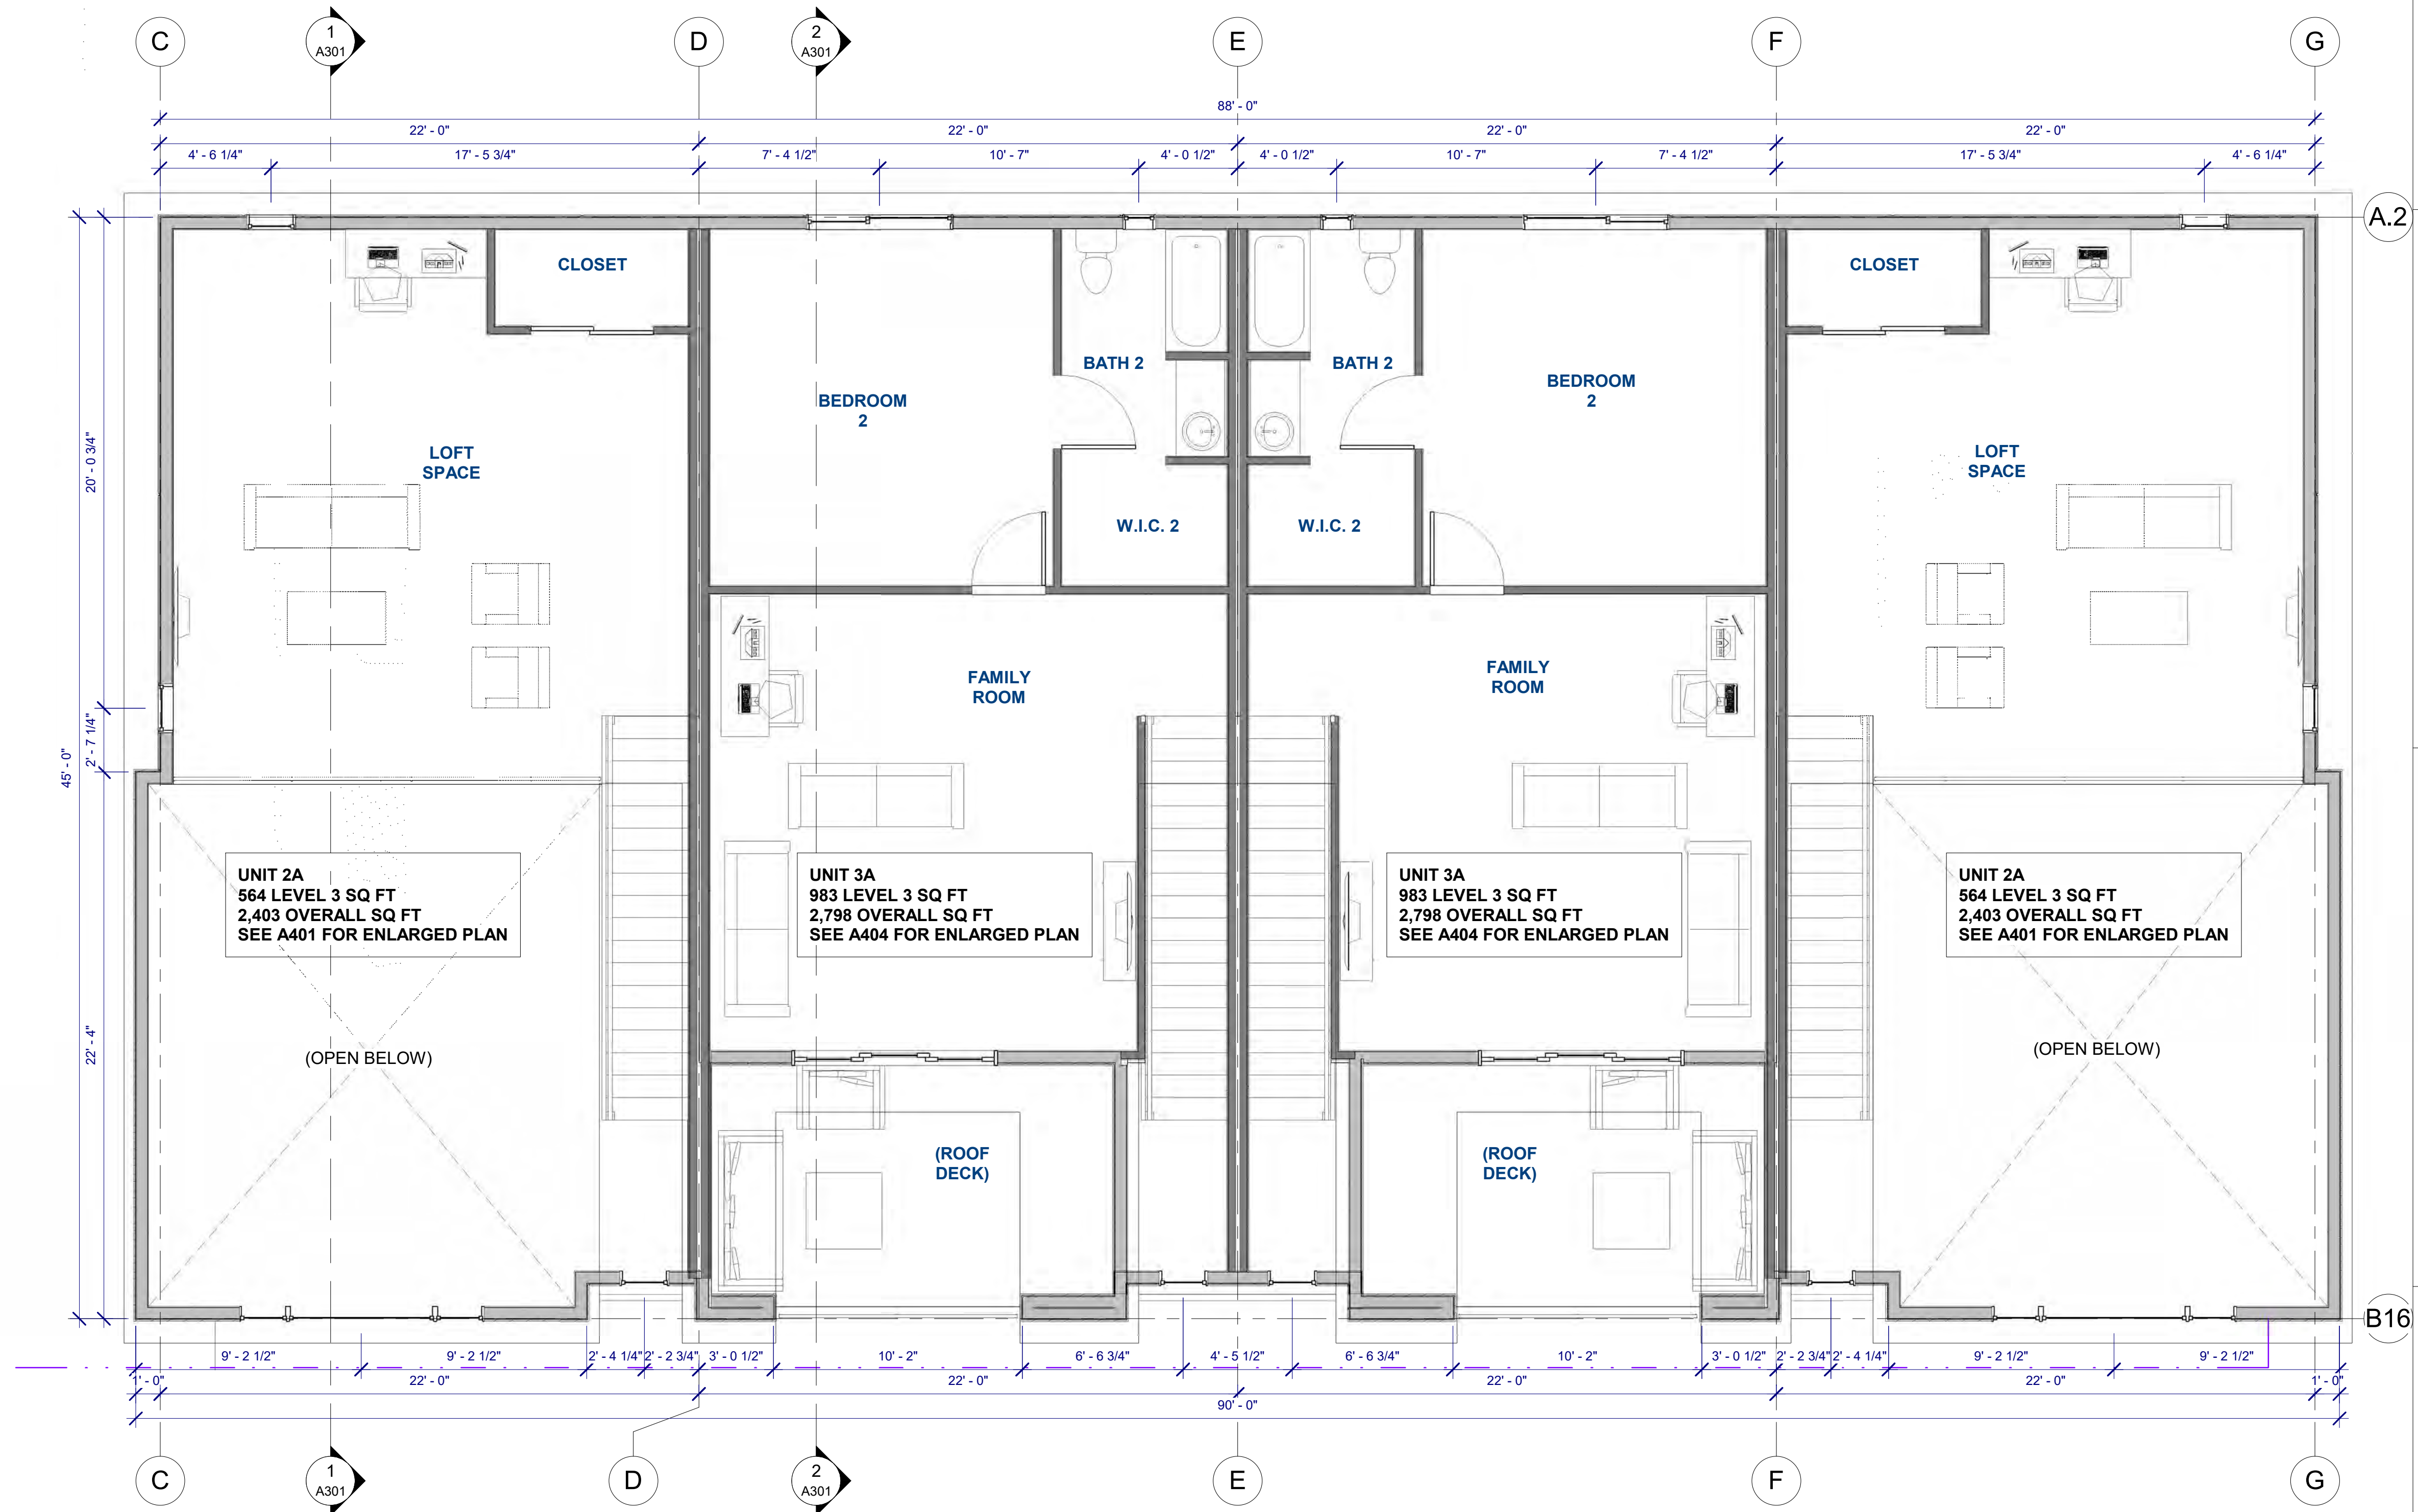 C
1
A301
D
2
A301
E
F
G
88' - 0"
22' - 0"
22' - 0"
22' - 0"
22' - 0"
4' - 6 1/4"
17' - 5 3/4"
7' - 4 1/2"
10' - 7"
4' - 0 1/2"
4' - 0 1/2"
10' - 7"
7' - 4 1/2"
17' - 5 3/4"
4' - 6 1/4"
A.2
CLOSET
CLOSET
BATH 2
BATH 2
BEDROOM
2
BEDROOM
2
LOFT
SPACE
LOFT
SPACE
20' - 0 3/4"
W.I.C. 2
W.I.C. 2
FAMILY
ROOM
FAMILY
ROOM
2' - 7 1/4"
45' - 0"
UNIT 2A
564 LEVEL 3 SQ FT
2,403 OVERALL SQ FT
SEE A401 FOR ENLARGED PLAN
UNIT 3A
983 LEVEL 3 SQ FT
2,798 OVERALL SQ FT
SEE A404 FOR ENLARGED PLAN
UNIT 3A
983 LEVEL 3 SQ FT
2,798 OVERALL SQ FT
SEE A404 FOR ENLARGED PLAN
UNIT 2A
564 LEVEL 3 SQ FT
2,403 OVERALL SQ FT
SEE A401 FOR ENLARGED PLAN
22' - 4"
(OPEN BELOW)
(OPEN BELOW)
(ROOF
DECK)
(ROOF
DECK)
B16
9' - 2 1/2"
9' - 2 1/2"
2' - 4 1/4"
2' - 2 3/4"
3' - 0 1/2"
10' - 2"
6' - 6 3/4"
4' - 5 1/2"
6' - 6 3/4"
10' - 2"
3' - 0 1/2"
2' - 2 3/4"
2' - 4 1/4"
9' - 2 1/2"
9' - 2 1/2"
1' - 0"
22' - 0"
22' - 0"
22' - 0"
22' - 0"
1' - 0"
90' - 0"
C
1
A301
D
2
A301
E
F
G